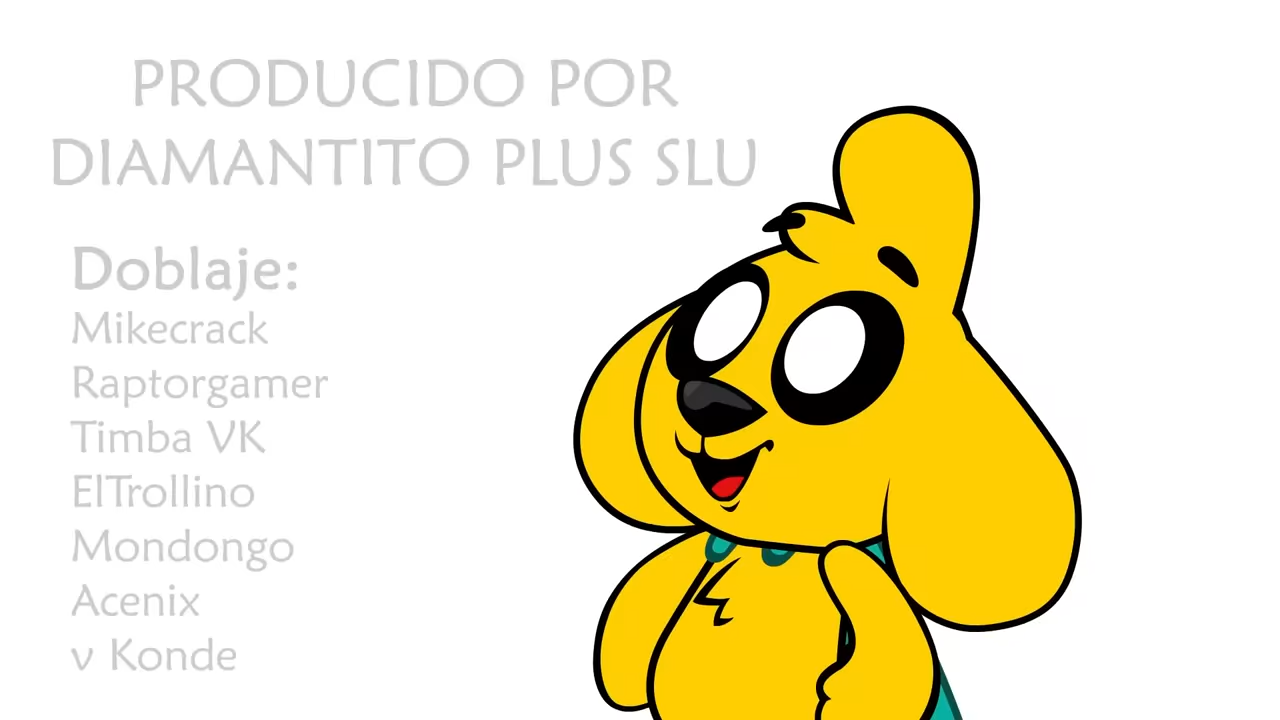 PRODUCIDO POR
DIAMANTITO PLUS SLU
Doblaje:
Mikecrack
Raptorgamer
Timba VK
ElTrollino
Mondongo
Acenix
v Konde